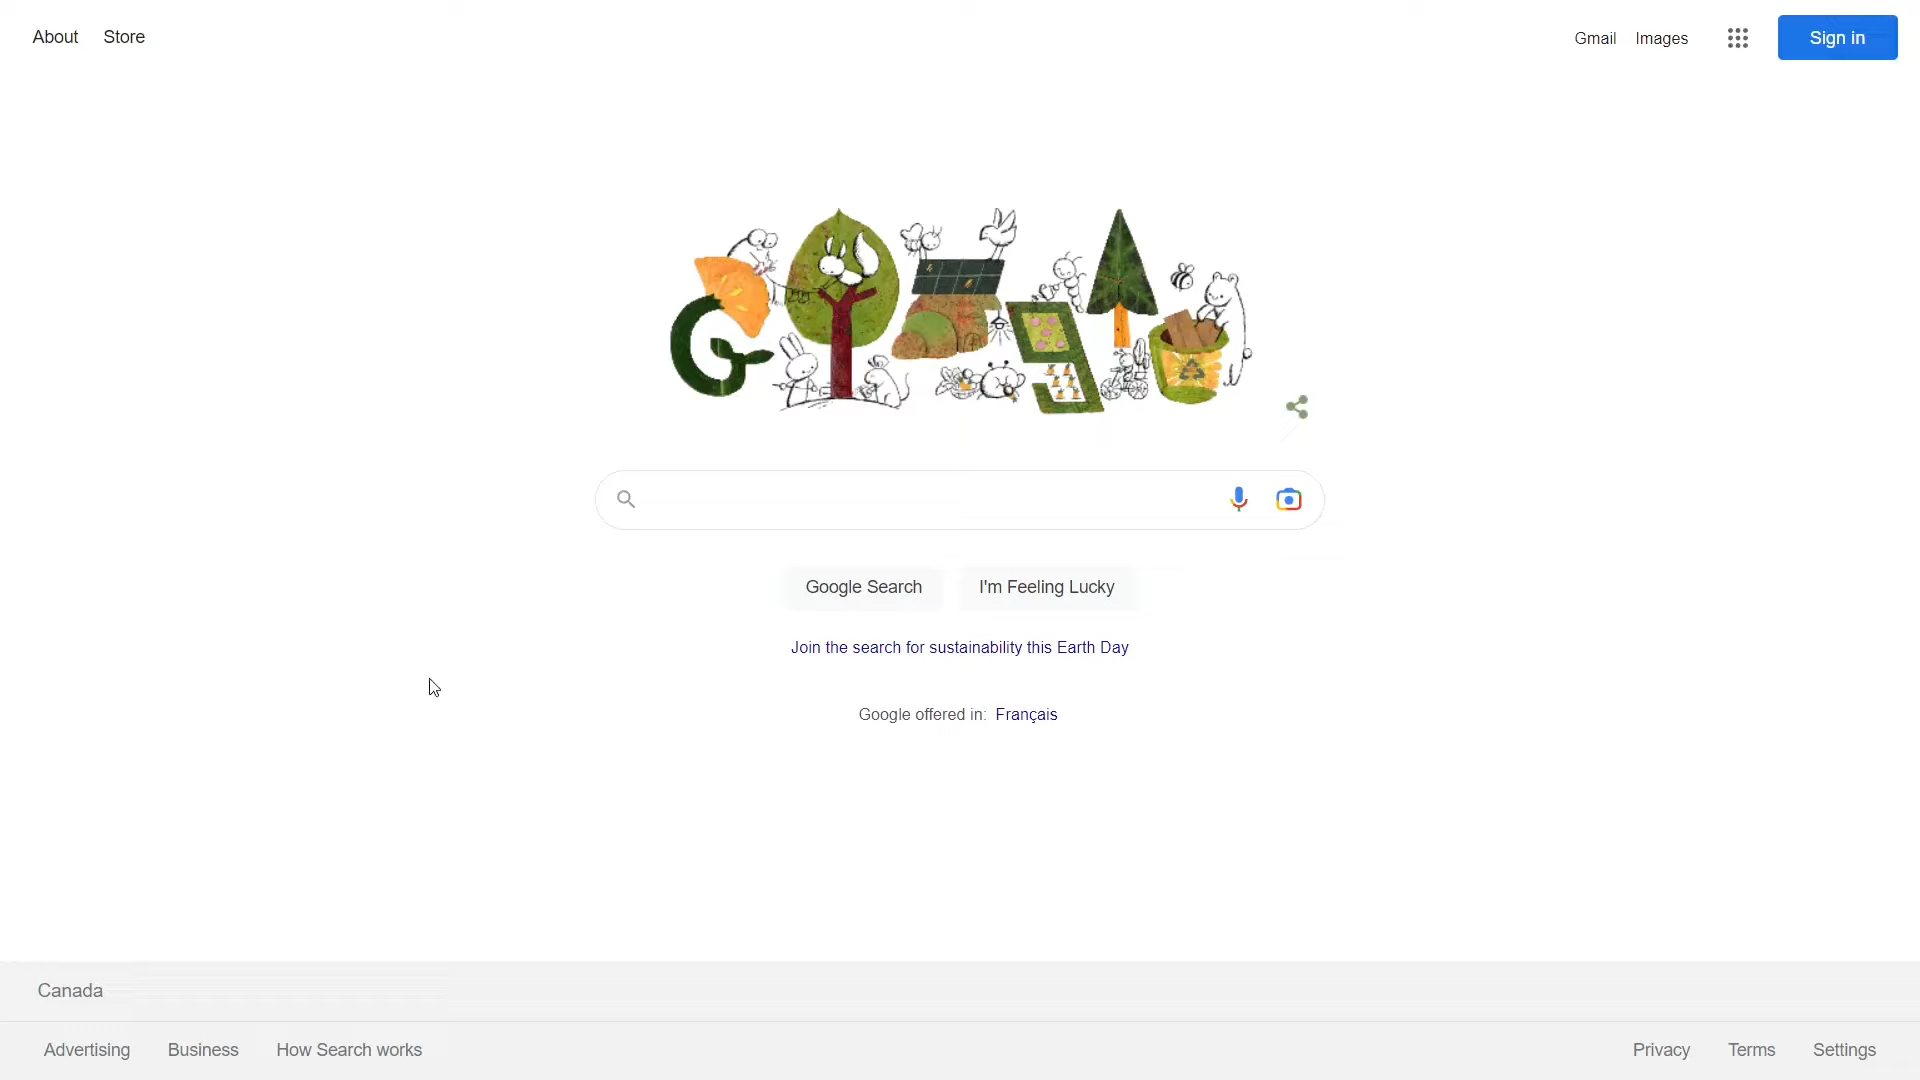 About Store
Gmail Images
Sign in
Google Search
I'm Feeling Lucky
Join the search for sustainability this Earth Day
Google offered in: Français
Canada
Advertising Business How Search works
Privacy Terms Settings